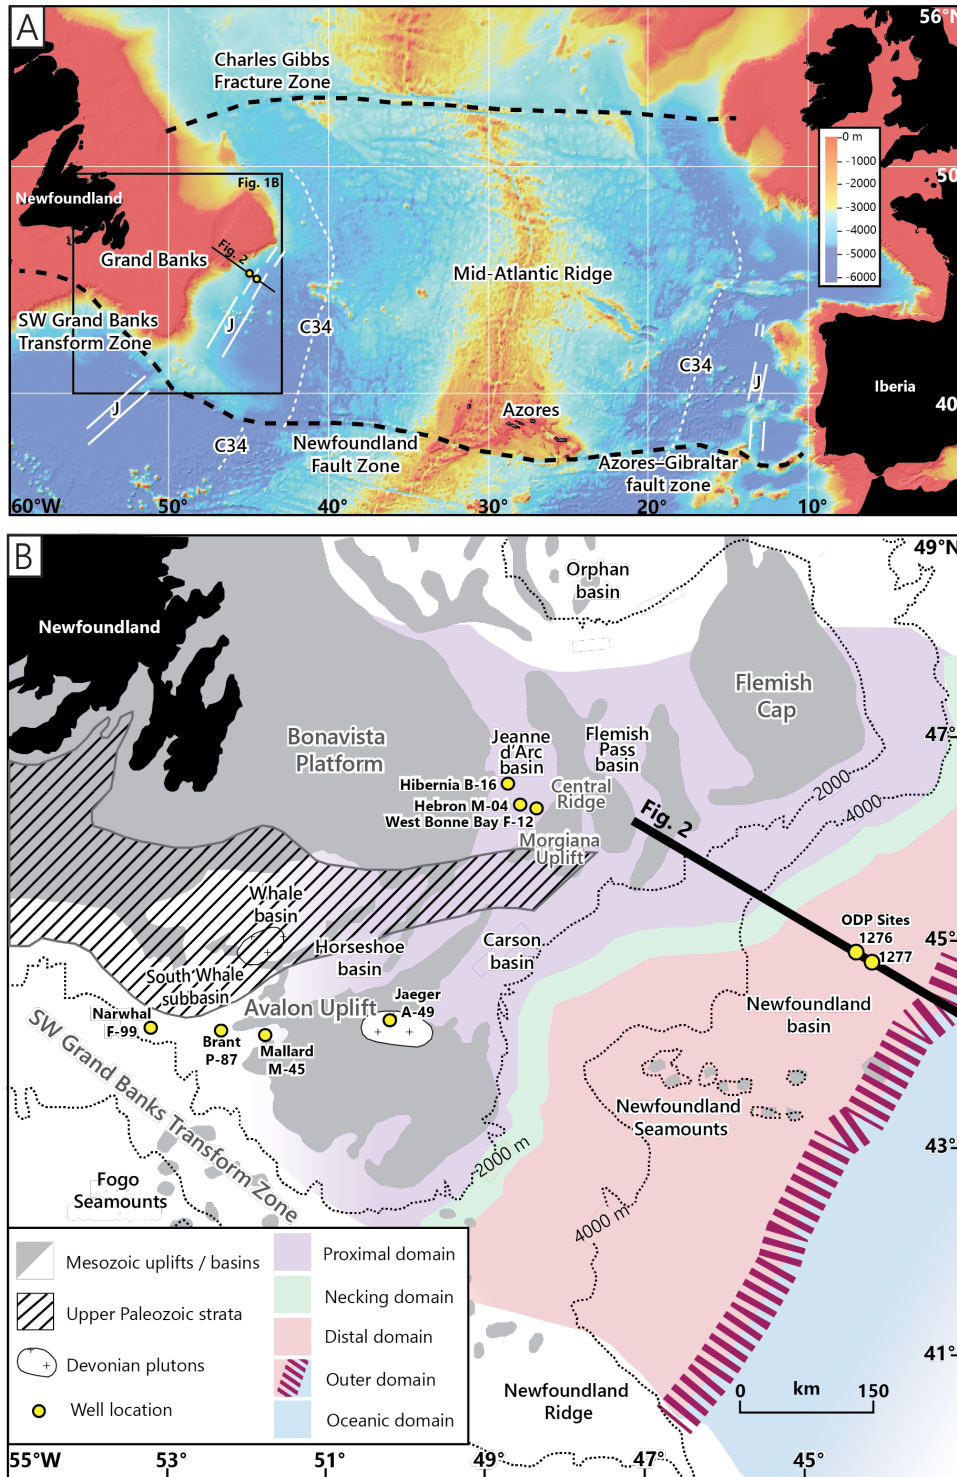 A
56°N
Charles Gibbs
Fracture Zone
0 m
-1000
-2000
-3000
-4000
-5000
-6000
50
Fig. 1B
Newfoundland
Fig. 2
Grand Banks
Mid-Atlantic Ridge
SW Grand Banks
Transform Zone
J
C34
C34
J
Iberia
J
Azores
40
C34
Newfoundland
Fault Zone
Azores–Gibraltar
fault zone
60°W
50°
40°
30°
20°
10°
B
49°N
Orphan
basin
Newfoundland
Flemish
Cap
Bonavista
Platform
Jeanne
d'Arc
basin
Flemish
Pass
basin
47°
Hibernia B-16
Central
Ridge
2000
Hebron M-04
4000
West Bonne Bay F-12
Fig. 2
Morgiana
Uplift
Whale
basin
ODP Sites
1276
1277
45°
Horseshoe
basin
Carson
basin
South Whale
subbasin
Avalon Uplift
Jaeger
A-49
Newfoundland
basin
Narwhal
F-99
Brant
P-87
Mallard
M-45
SW Grand Banks Transform Zone
Newfoundland
Seamounts
43°
2000 m
Fogo
Seamounts
4000 m
Mesozoic uplifts / basins
Upper Paleozoic strata
Devonian plutons
Well location
Proximal domain
Necking domain
Distal domain
Outer domain
Oceanic domain
41°
0 km 150
Newfoundland
Ridge
55°W
53°
51°
49°
47°
45°